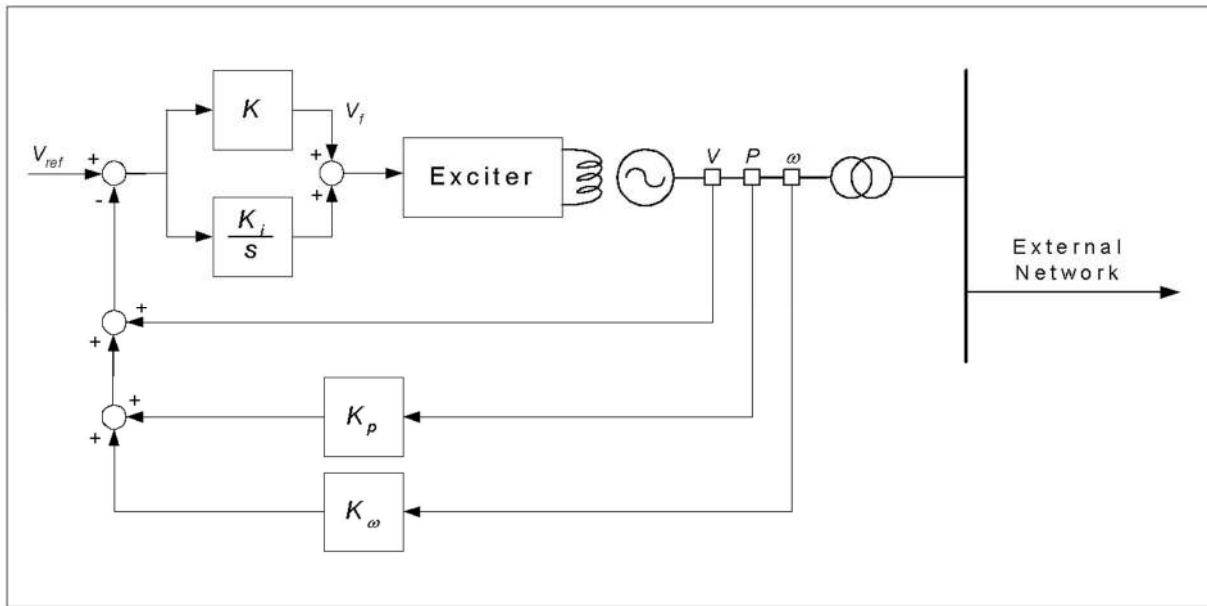 K
V_f
V_ref
+
-
+
+
Exciter
V P ω
K_i
s
External
Network
+
+
+
+
K_p
K_ω